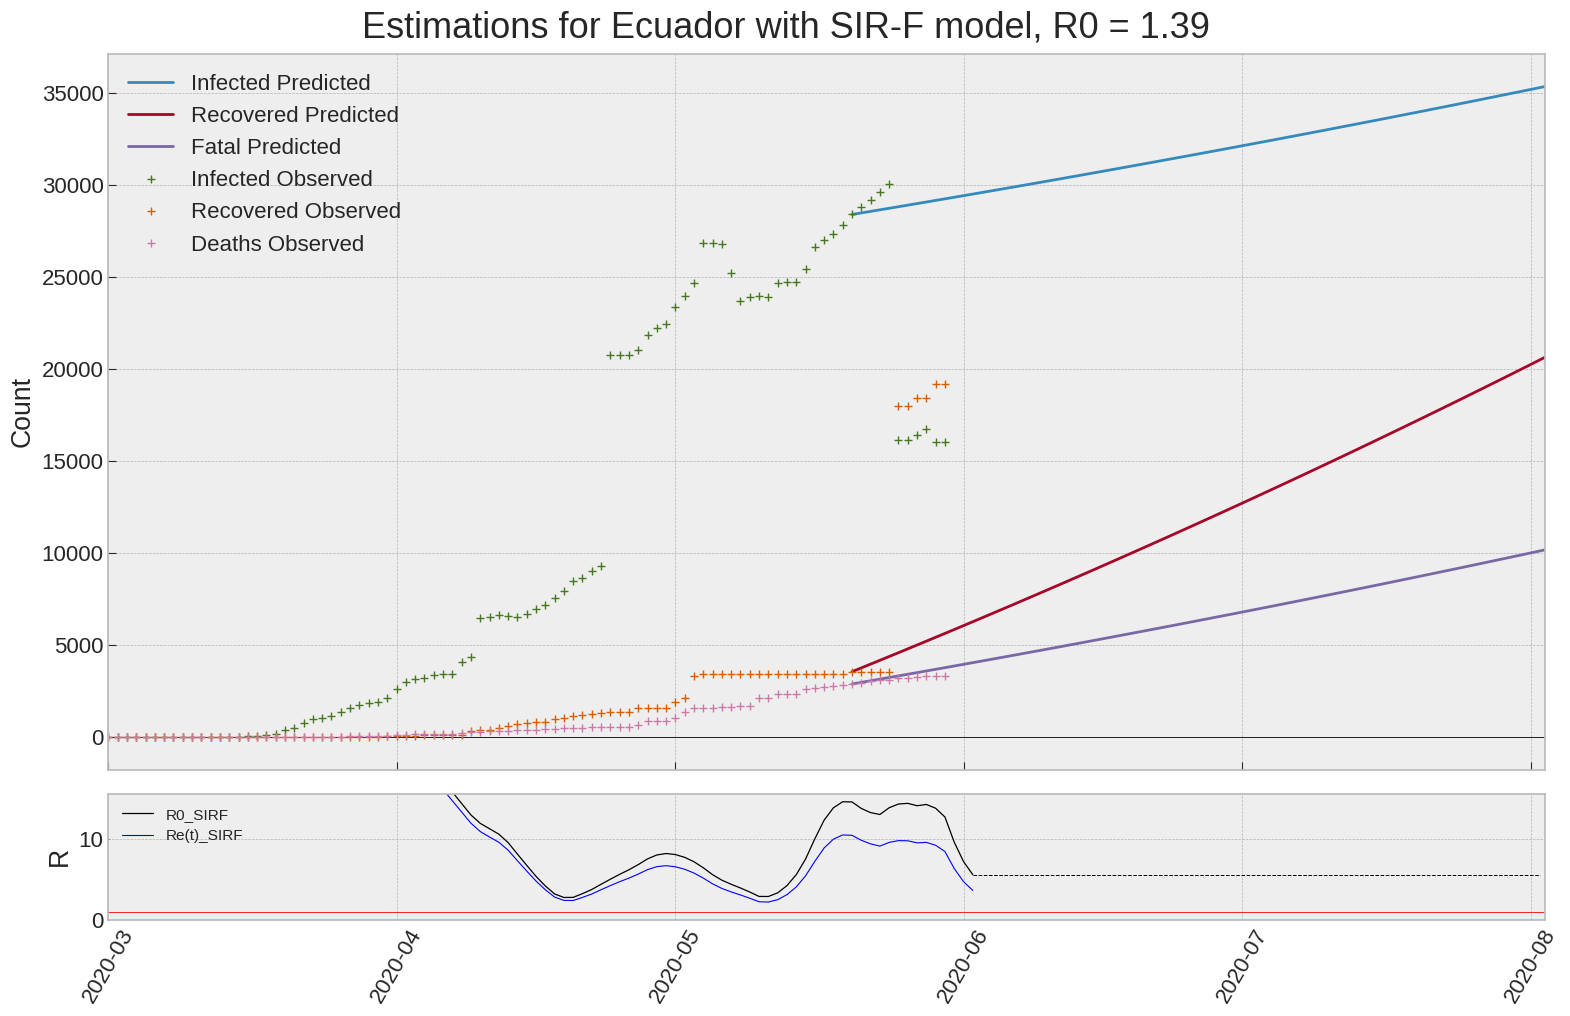 Estimations for Ecuador with SIR-F model, R0 = 1.39
Infected Predicted
Recovered Predicted
Fatal Predicted
Infected Observed
Recovered Observed
Deaths Observed
Count
35000
30000
25000
20000
15000
10000
5000
0
R0_SIRF
Re(t)_SIRF
R
10
0
2020-03
2020-04
2020-05
2020-06
2020-07
2020-08